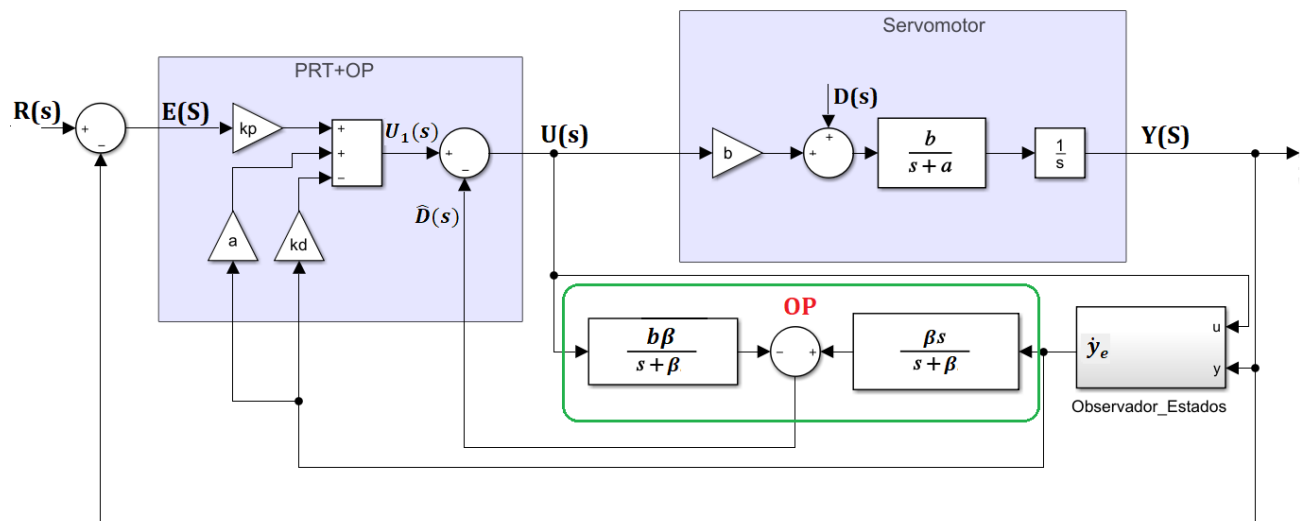 Servomotor
PRT+OP
R(s)
+
−
E(S)
kp
+
+
−
U₁(s)
+
−
U(s)
D̂(s)
a
kd
b
D(s)
+
+
b
s + a
1
s
Y(S)
OP
bβ
s + β
−
+
βs
s + β
ẏₑ
u
y
Observador_Estados